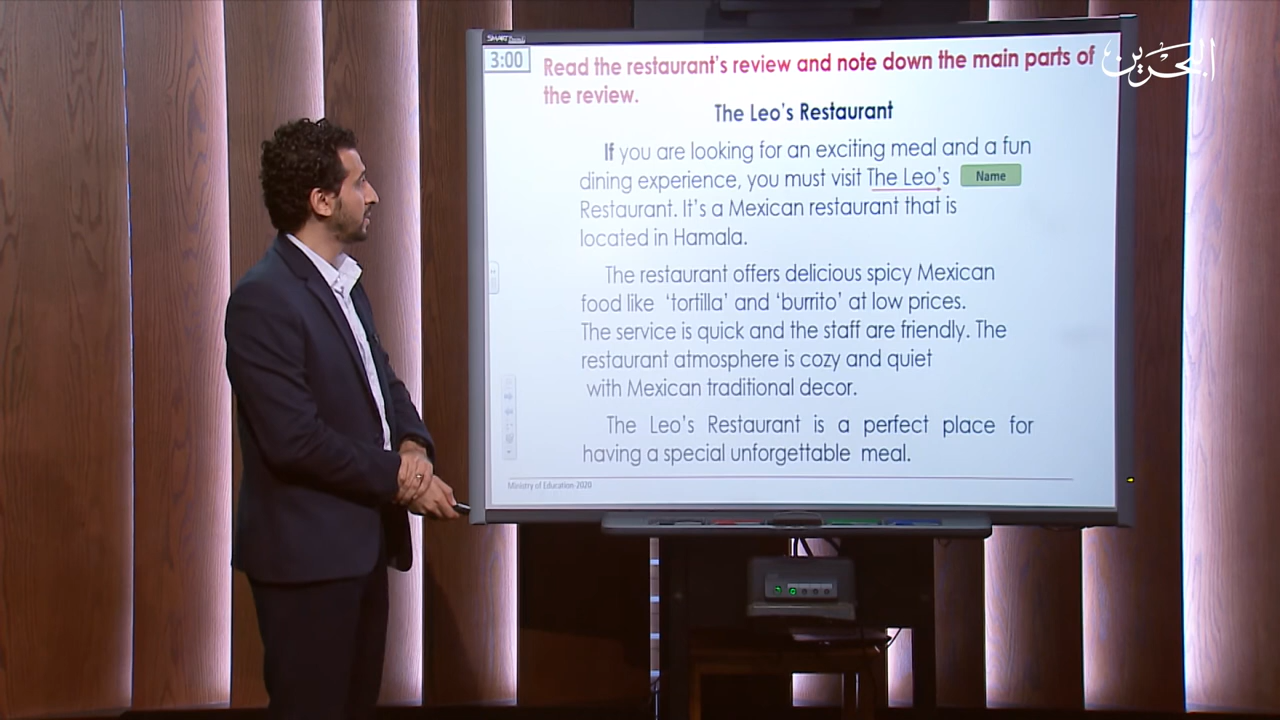 SMART
3:00
Read the restaurant's review and note down the main parts of
the review.
The Leo's Restaurant
If you are looking for an exciting meal and a fun
dining experience, you must visit The Leo's Name
Restaurant. It's a Mexican restaurant that is
located in Hamala.
The restaurant offers delicious spicy Mexican
food like 'tortilla' and 'burrito' at low prices.
The service is quick and the staff are friendly. The
restaurant atmosphere is cozy and quiet
with Mexican traditional decor.
The Leo's Restaurant is a perfect place for
having a special unforgettable meal.
Ministry of Education-2020
البحرين